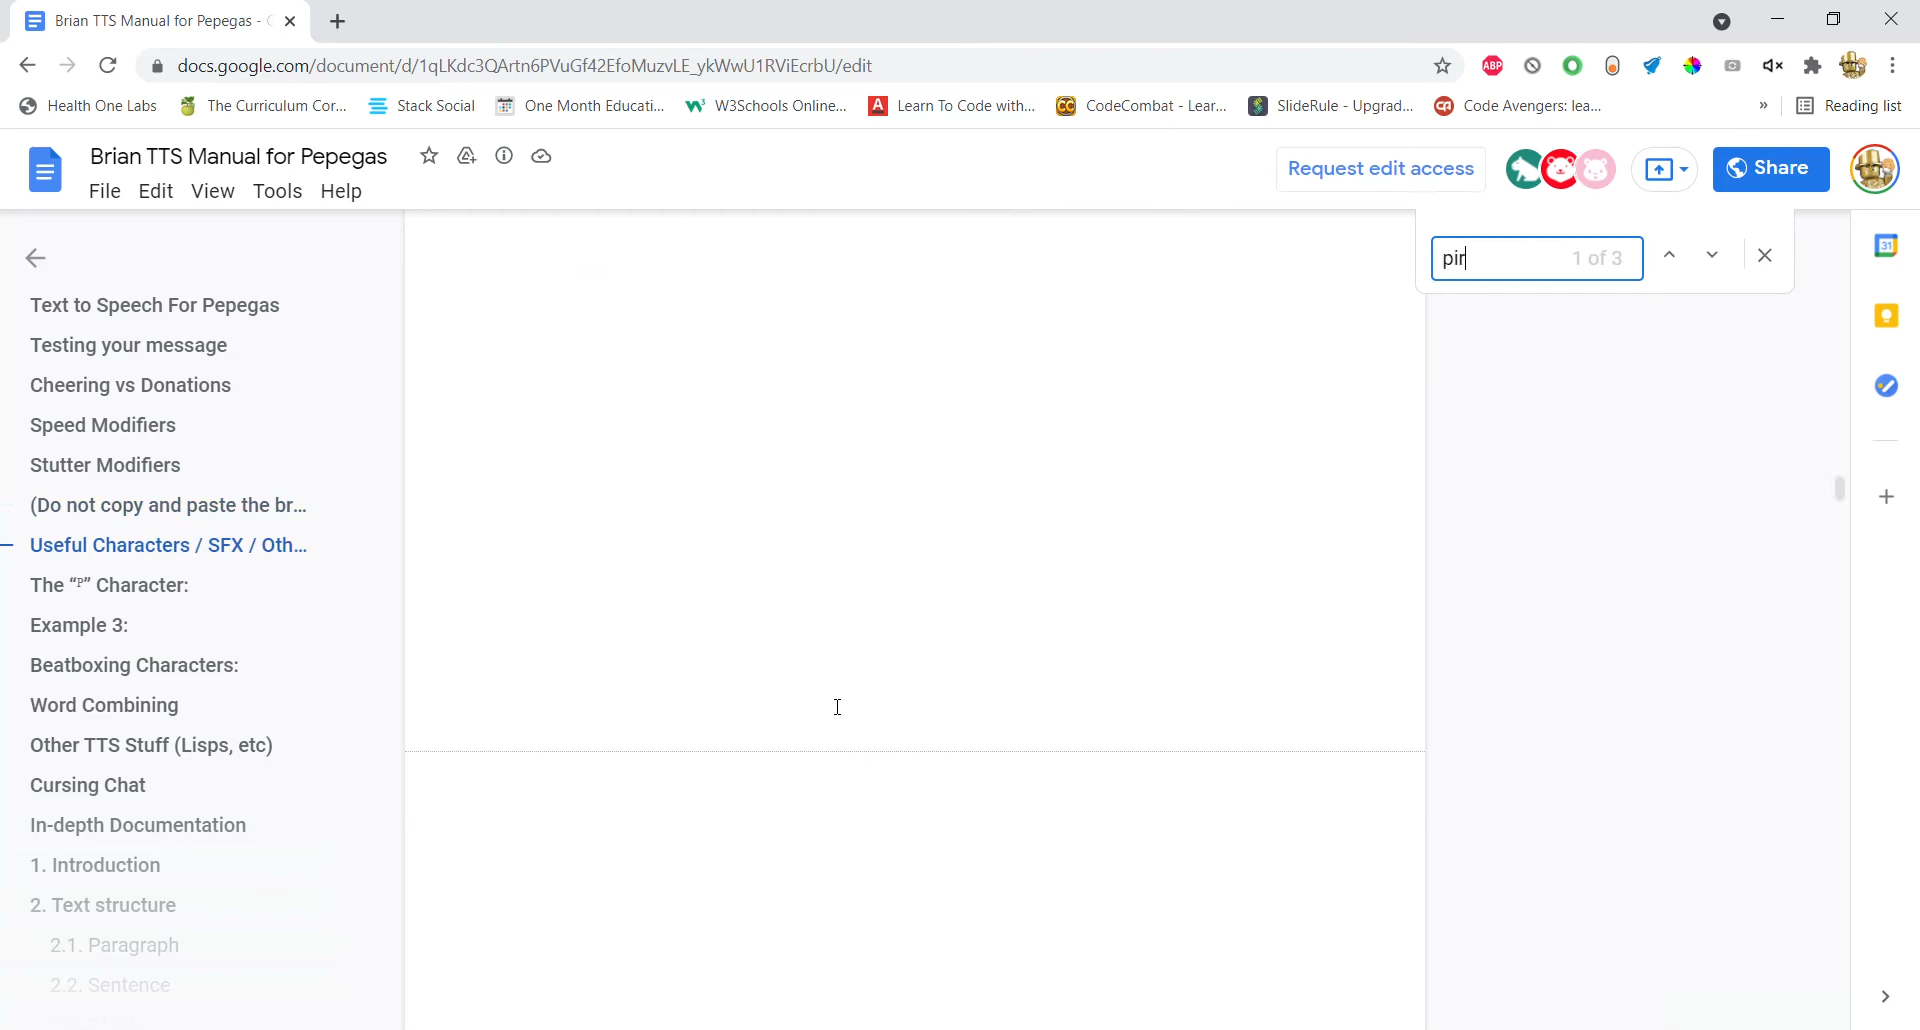 Brian TTS Manual for Pepegas -
docs.google.com/document/d/1qLKdc3QArtn6PVuGf42EfoMuzvLE_ykWwU1RViEcrbU/edit
ABP
Health One Labs
The Curriculum Cor...
Stack Social
One Month Educati...
W3Schools Online...
Learn To Code with...
CodeCombat - Lear...
SlideRule - Upgrad...
Code Avengers: lea...
»
Reading list
Brian TTS Manual for Pepegas
File Edit View Tools Help
Request edit access
Share
pir
1 of 3
31
Text to Speech For Pepegas
Testing your message
Cheering vs Donations
Speed Modifiers
Stutter Modifiers
(Do not copy and paste the br...
Useful Characters / SFX / Oth...
The “ᴾ” Character:
Example 3:
Beatboxing Characters:
Word Combining
Other TTS Stuff (Lisps, etc)
Cursing Chat
In-depth Documentation
1. Introduction
2. Text structure
2.1. Paragraph
2.2. Sentence